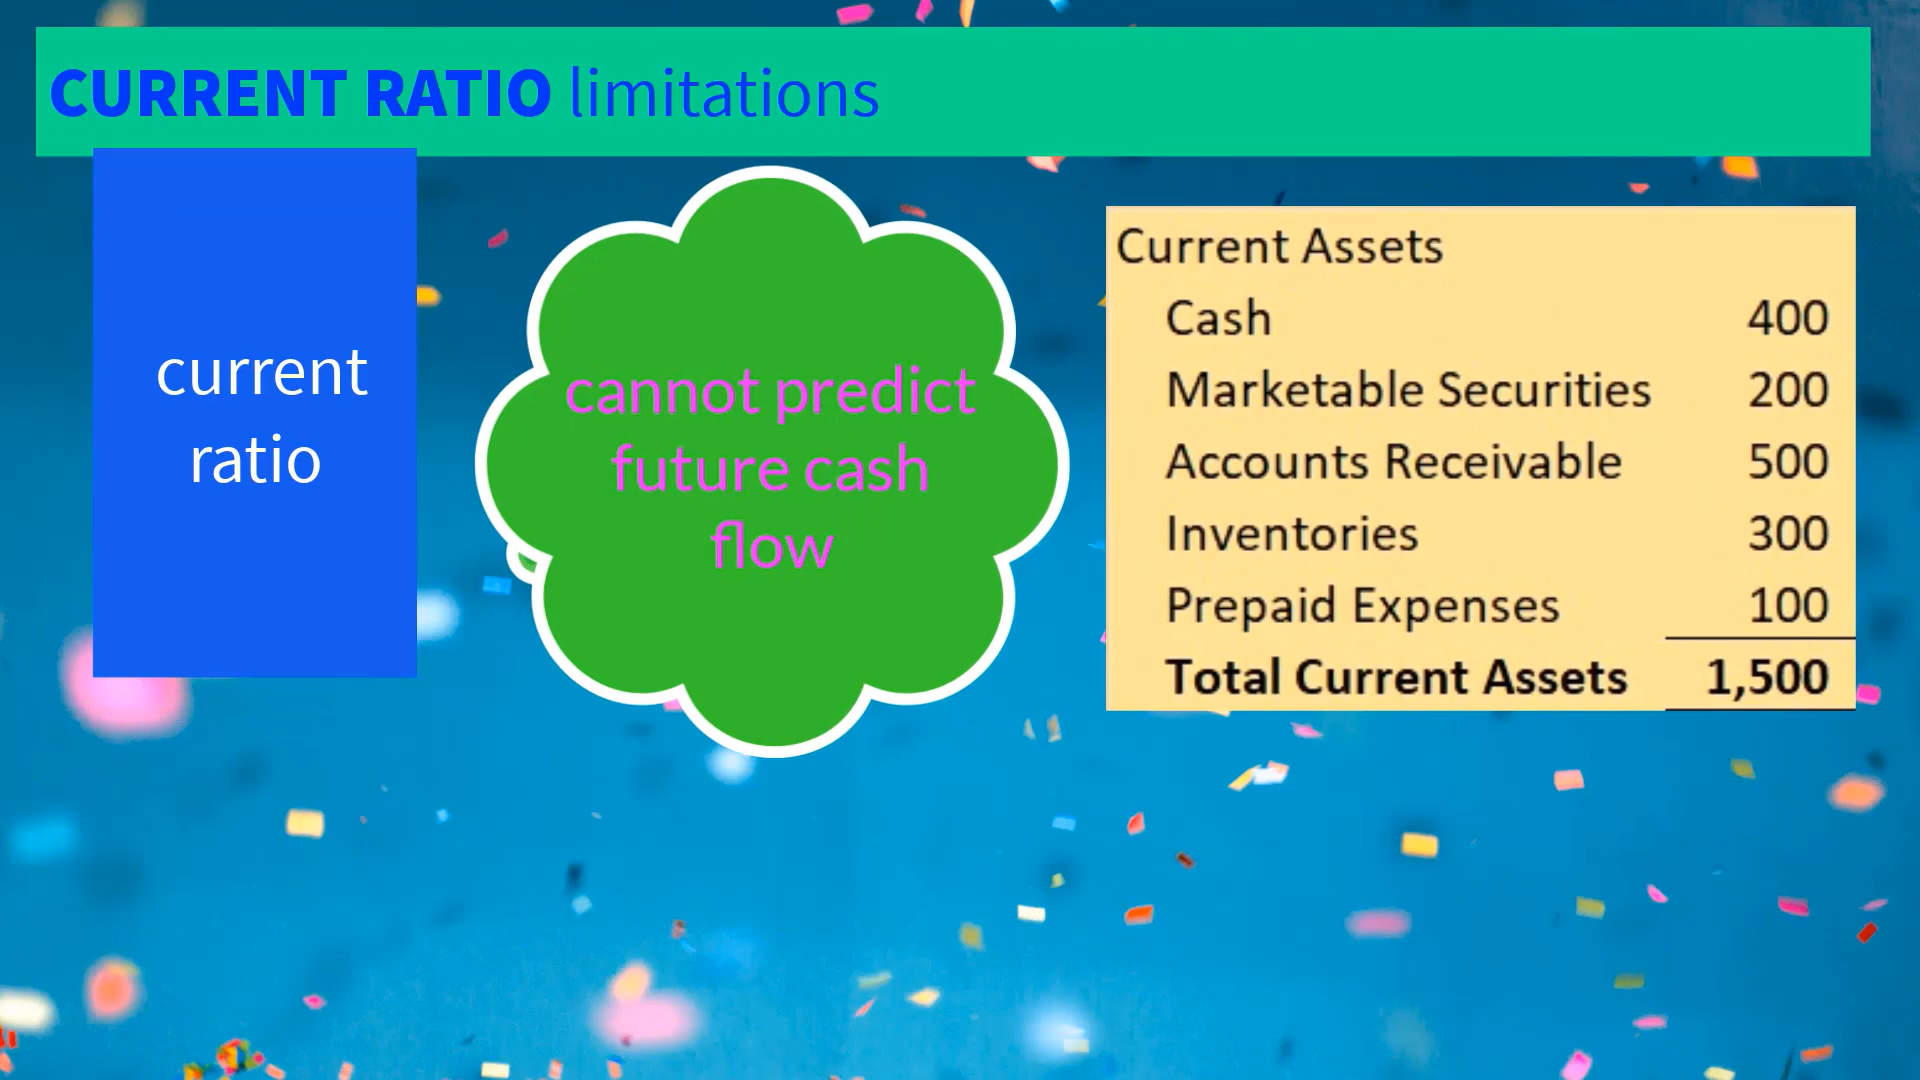 CURRENT RATIO limitations
current
ratio
cannot predict
future cash
flow
Current Assets
Cash 400
Marketable Securities 200
Accounts Receivable 500
Inventories 300
Prepaid Expenses 100
Total Current Assets 1,500